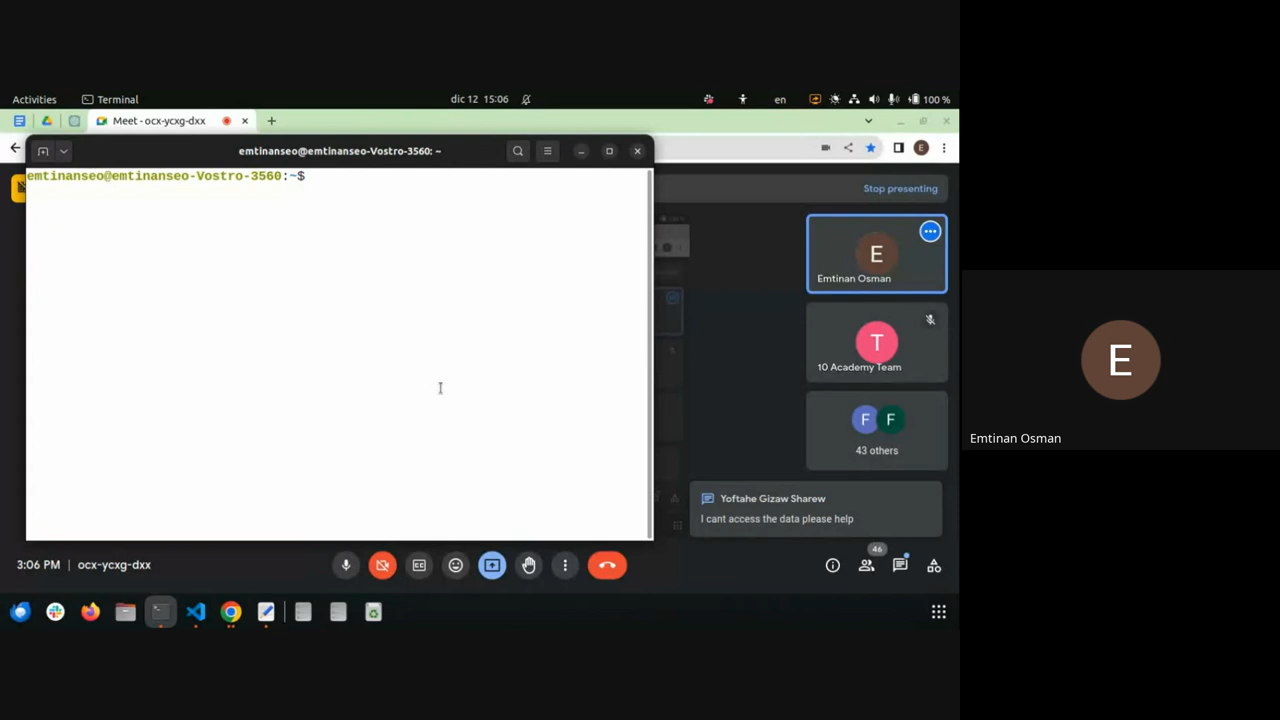 Activities
Terminal
dic 12 15:06
en
100 %
Meet - ocx-ycxg-dxx
emtinanseo@emtinanseo-Vostro-3560: ~
E
emtinanseo@emtinanseo-Vostro-3560:~$
Stop presenting
E
Emtinan Osman
T
10 Academy Team
F F
43 others
Yoftahe Gizaw Sharew
I cant access the data please help
46
3:06 PM | ocx-ycxg-dxx
E
Emtinan Osman